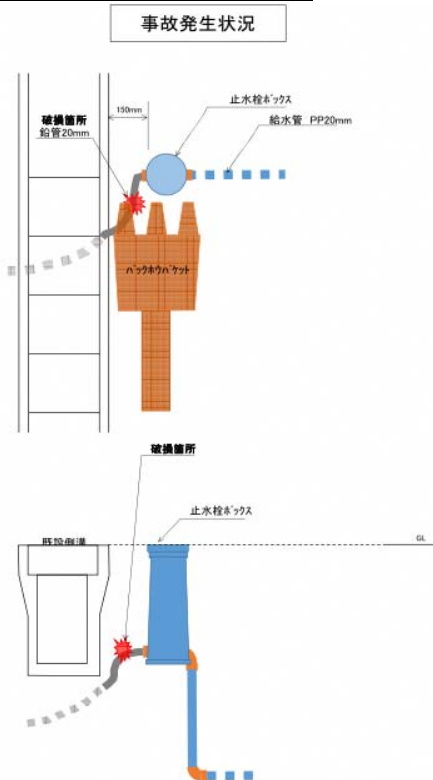 事故発生状況
150mm
止水栓ボックス
破損箇所
鉛管20mm
給水管 PP20mm
バックホウバケット
破損箇所
止水栓ボックス
既設側溝
GL